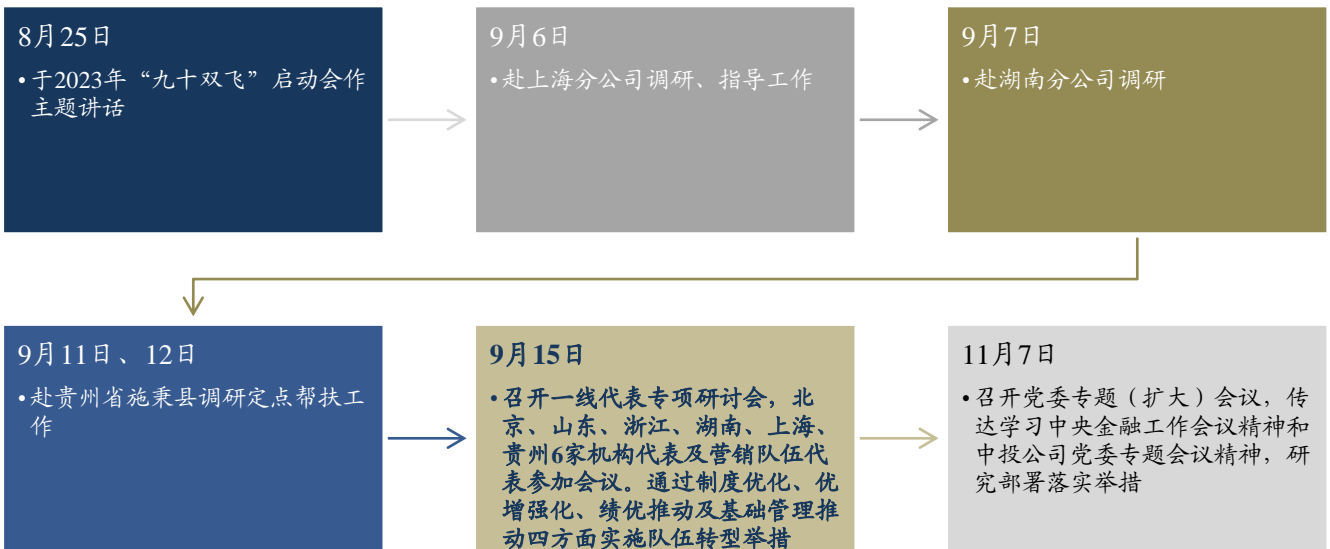 8月25日
•于2023年“九十双飞”启动会作
主题讲话
9月6日
•赴上海分公司调研、指导工作
9月7日
•赴湖南分公司调研
9月11日、12日
•赴贵州省施秉县调研定点帮扶工
作
9月15日
•召开一线代表专项研讨会，北
京、山东、浙江、湖南、上海、
贵州6家机构代表及营销队伍代
表参加会议。通过制度优化、优
增强化、绩优推动及基础管理推
动四方面实施队伍转型举措
11月7日
•召开党委专题（扩大）会议，传
达学习中央金融工作会议精神和
中投公司党委专题会议精神，研
究部署落实举措